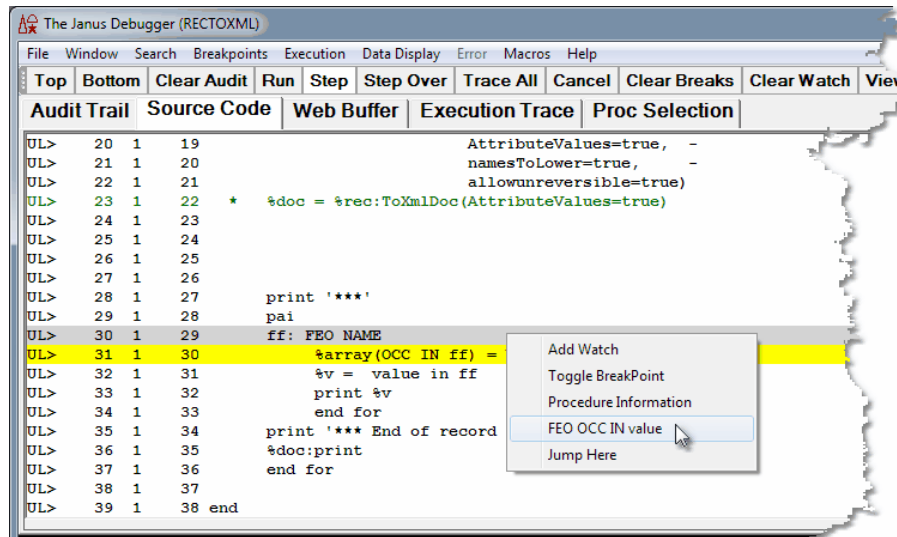 The Janus Debugger (RECTOXML)
File Window Search Breakpoints Execution Data Display Error Macros Help
Top Bottom Clear Audit Run Step Step Over Trace All Cancel Clear Breaks Clear Watch
Audit Trail Source Code Web Buffer Execution Trace Proc Selection
UL> 20 1 19 AttributeValues=true, -
UL> 21 1 20 namesToLower=true, -
UL> 22 1 21 allowunreversible=true)
UL> 23 1 22 * %doc = %rec:ToXmlDoc(AttributeValues=true)
UL> 24 1 23
UL> 25 1 24
UL> 26 1 25
UL> 27 1 26
UL> 28 1 27 print '***'
UL> 29 1 28 pai
UL> 30 1 29 ff: FEO NAME
UL> 31 1 30 %array(OCC IN ff) =
UL> 32 1 31 %v = value in ff
UL> 33 1 32 print %v
UL> 34 1 33 end for
UL> 35 1 34 print '*** End of record
UL> 36 1 35 %doc:print
UL> 37 1 36 end for
UL> 38 1 37
UL> 39 1 38 end
Add Watch
Toggle BreakPoint
Procedure Information
FEO OCC IN value
Jump Here